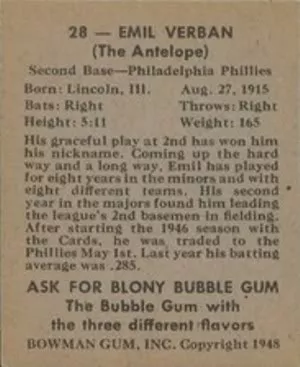 28 — EMIL VERBAN
(The Antelope)
Second Base—Philadelphia Phillies
Born: Lincoln, Ill. Aug. 27, 1915
Bats: Right Throws: Right
Height: 5:11 Weight: 165
His graceful play at 2nd has won him
his nickname. Coming up the hard
way and a long way, Emil has played
for eight years in the minors and with
eight different teams. His second
year in the majors found him leading
the league's 2nd basemen in fielding.
After starting the 1946 season with
the Cards, he was traded to the
Phillies May 1st. Last year his batting
average was .285.
ASK FOR BLONY BUBBLE GUM
The Bubble Gum with
the three different flavors
BOWMAN GUM, INC. Copyright 1948